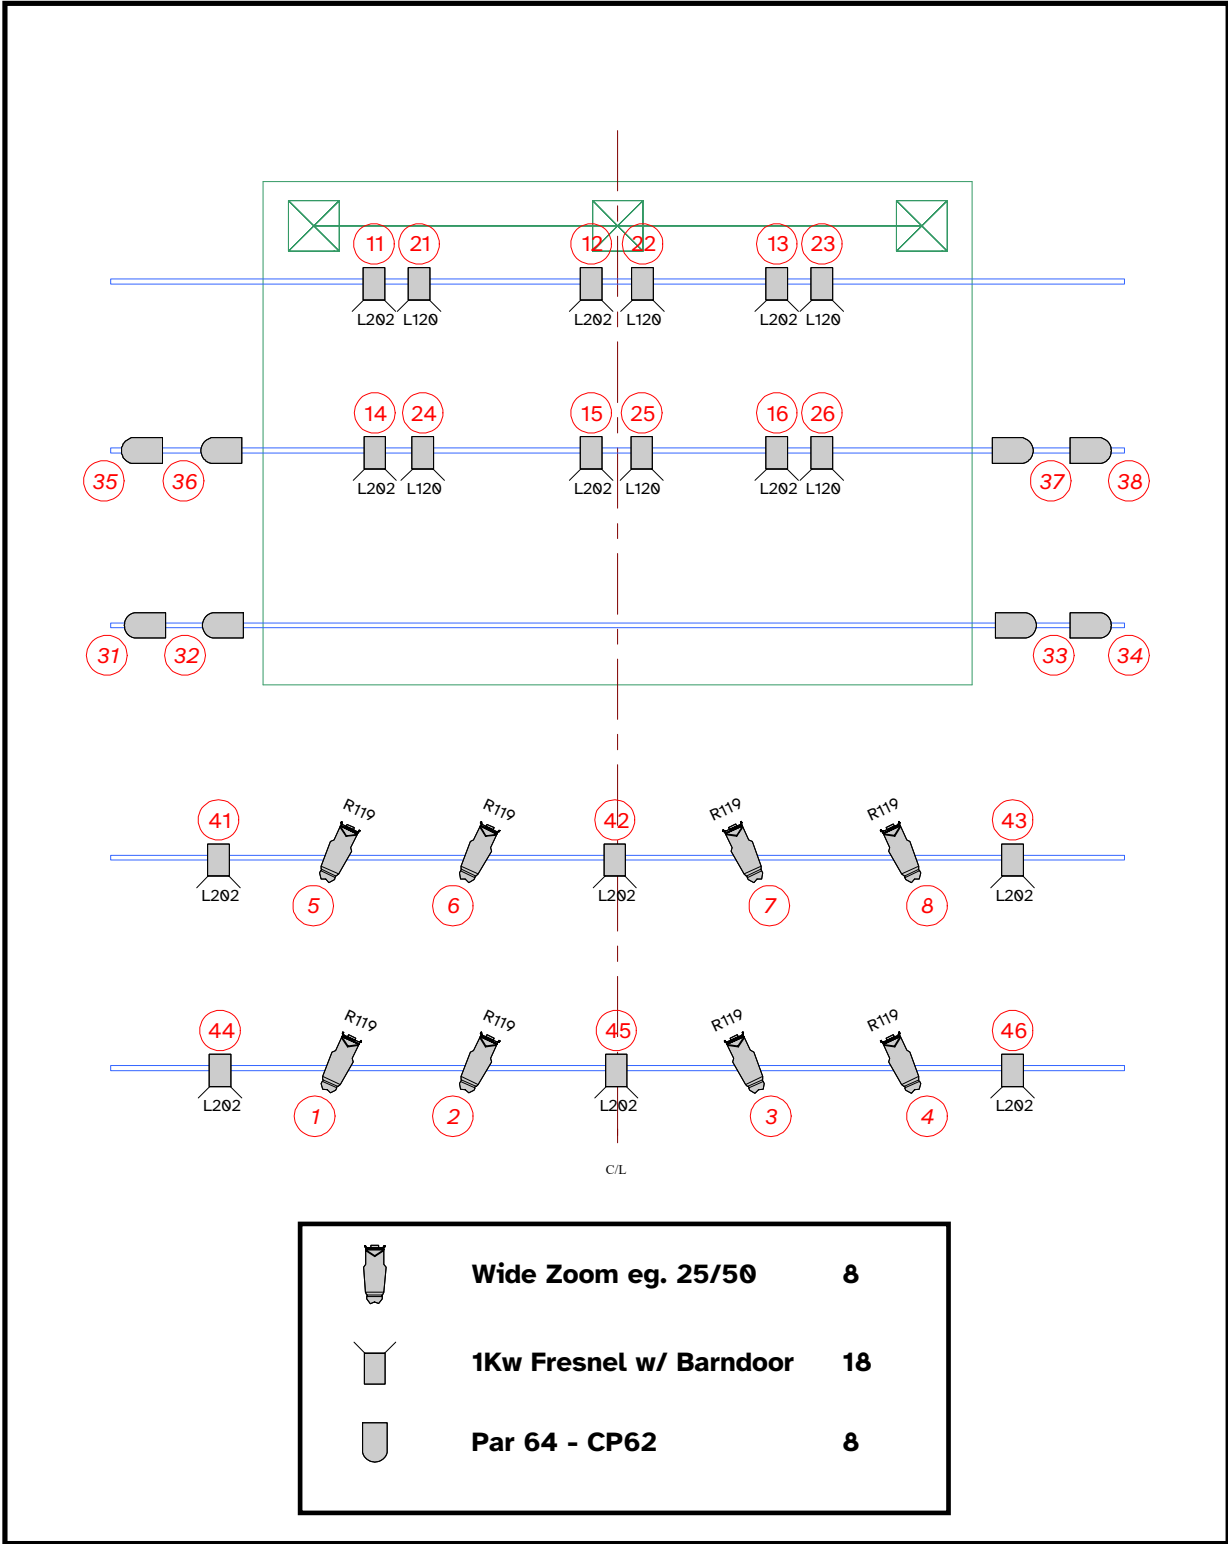 11 21 12 22 13 23
L202 L120 L202 L120 L202 L120
14 24 15 25 16 26
35 36 37 38
L202 L120 L202 L120 L202 L120
31 32 33 34
R119 R119 R119 R119
41 42 43
L202 L202 L202
5 6 7 8
R119 R119 R119 R119
44 45 46
L202 L202 L202
1 2 3 4
C/L
Wide Zoom eg. 25/50 8
1Kw Fresnel w/ Barndoor 18
Par 64 - CP62 8